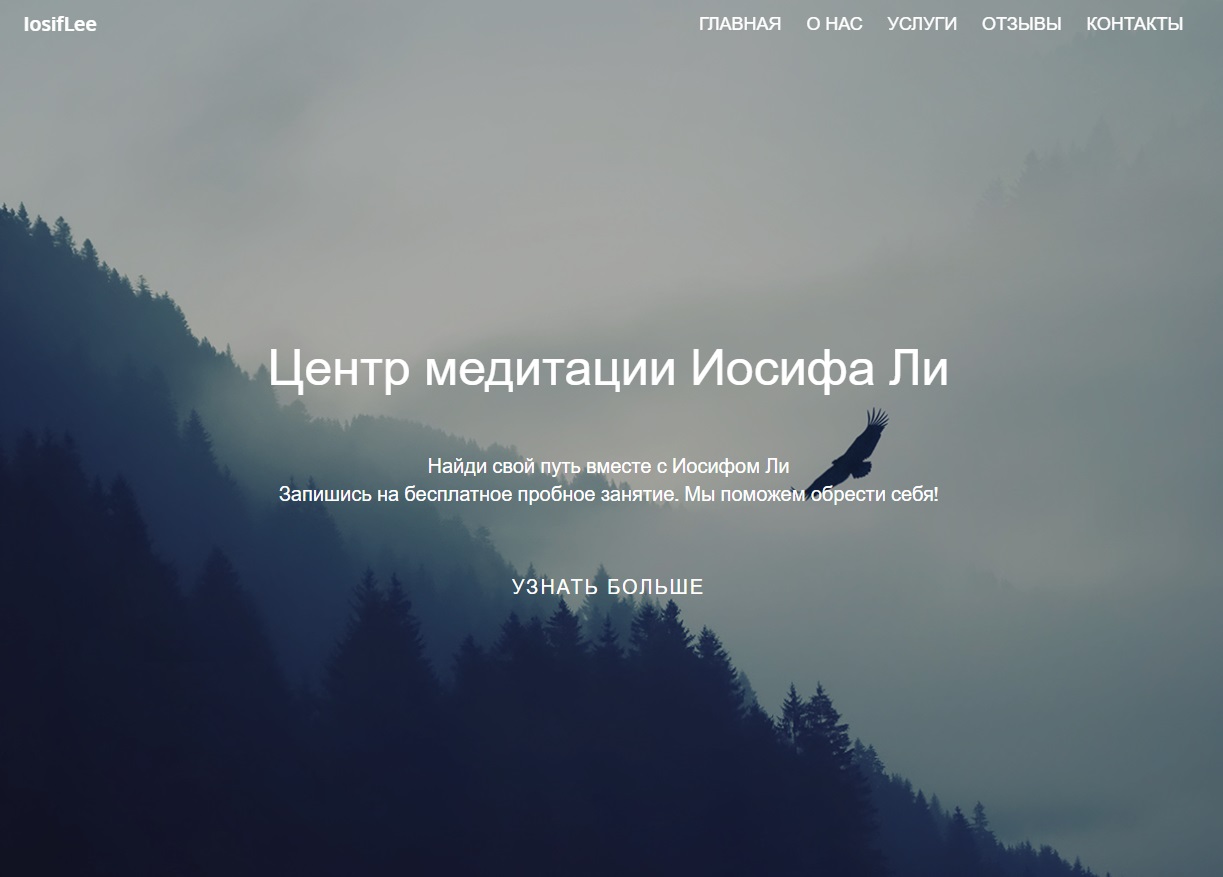 IosifLee
ГЛАВНАЯ О НАС УСЛУГИ ОТЗЫВЫ КОНТАКТЫ
Центр медитации Иосифа Ли
Найди свой путь вместе с Иосифом Ли
Запишись на бесплатное пробное занятие. Мы поможем обрести себя!
УЗНАТЬ БОЛЬШЕ